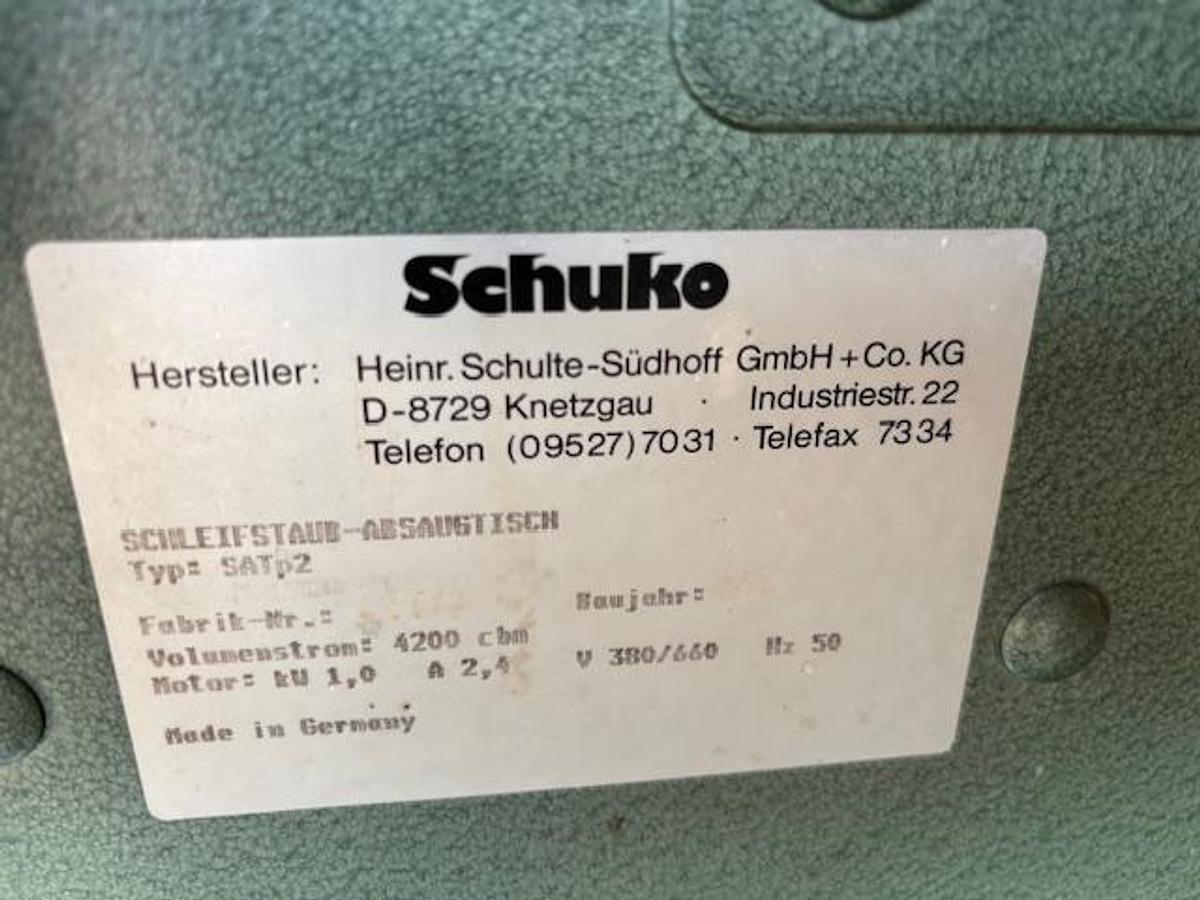 Schuko
Hersteller: Heinr. Schulte-Südhoff GmbH + Co. KG
D-8729 Knetzgau · Industriestr. 22
Telefon (09527) 7031 · Telefax 7334
SCHLEIFSTAUB-ABSAUGTISCH
Typ: SATp2
Fabrik-Nr.: Baujahr:
Volumenstrom: 4200 cbm
Motor: kW 1,0 A 2,4 V 380/660 Hz 50
Made in Germany